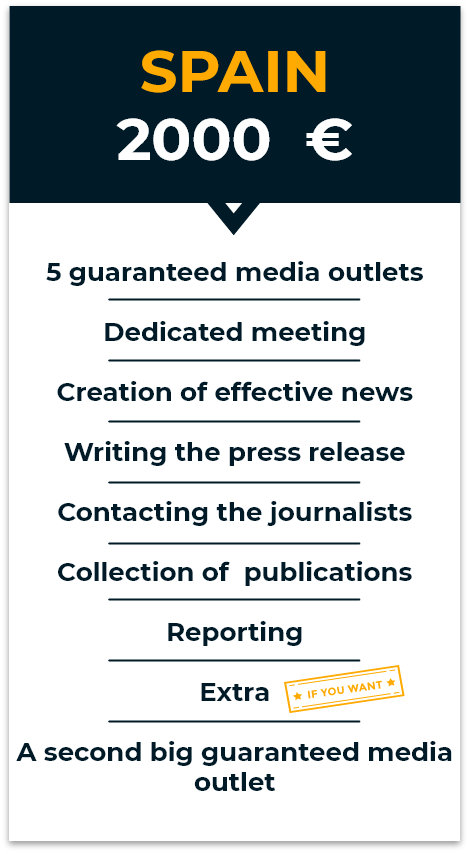 SPAIN
2000 €
5 guaranteed media outlets
Dedicated meeting
Creation of effective news
Writing the press release
Contacting the journalists
Collection of publications
Reporting
Extra
IF YOU WANT
A second big guaranteed media
outlet